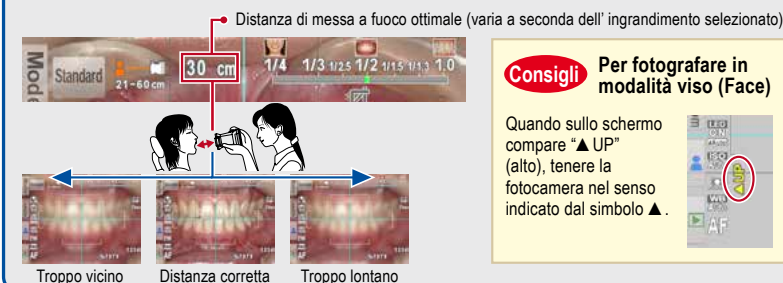 Distanza di messa a fuoco ottimale (varia a seconda dell' ingrandimento selezionato)
Mode
Standard
21~60cm
30 cm
1/4 1/3 1/2.5 1/2 1/1.5 1/1.3 1.0
Troppo vicino
Distanza corretta
Troppo lontano
Consigli
Per fotografare in
modalità viso (Face)
Quando sullo schermo
compare “▲ UP”
(alto), tenere la
fotocamera nel senso
indicato dal simbolo ▲ .
▲UP
ISO
AF